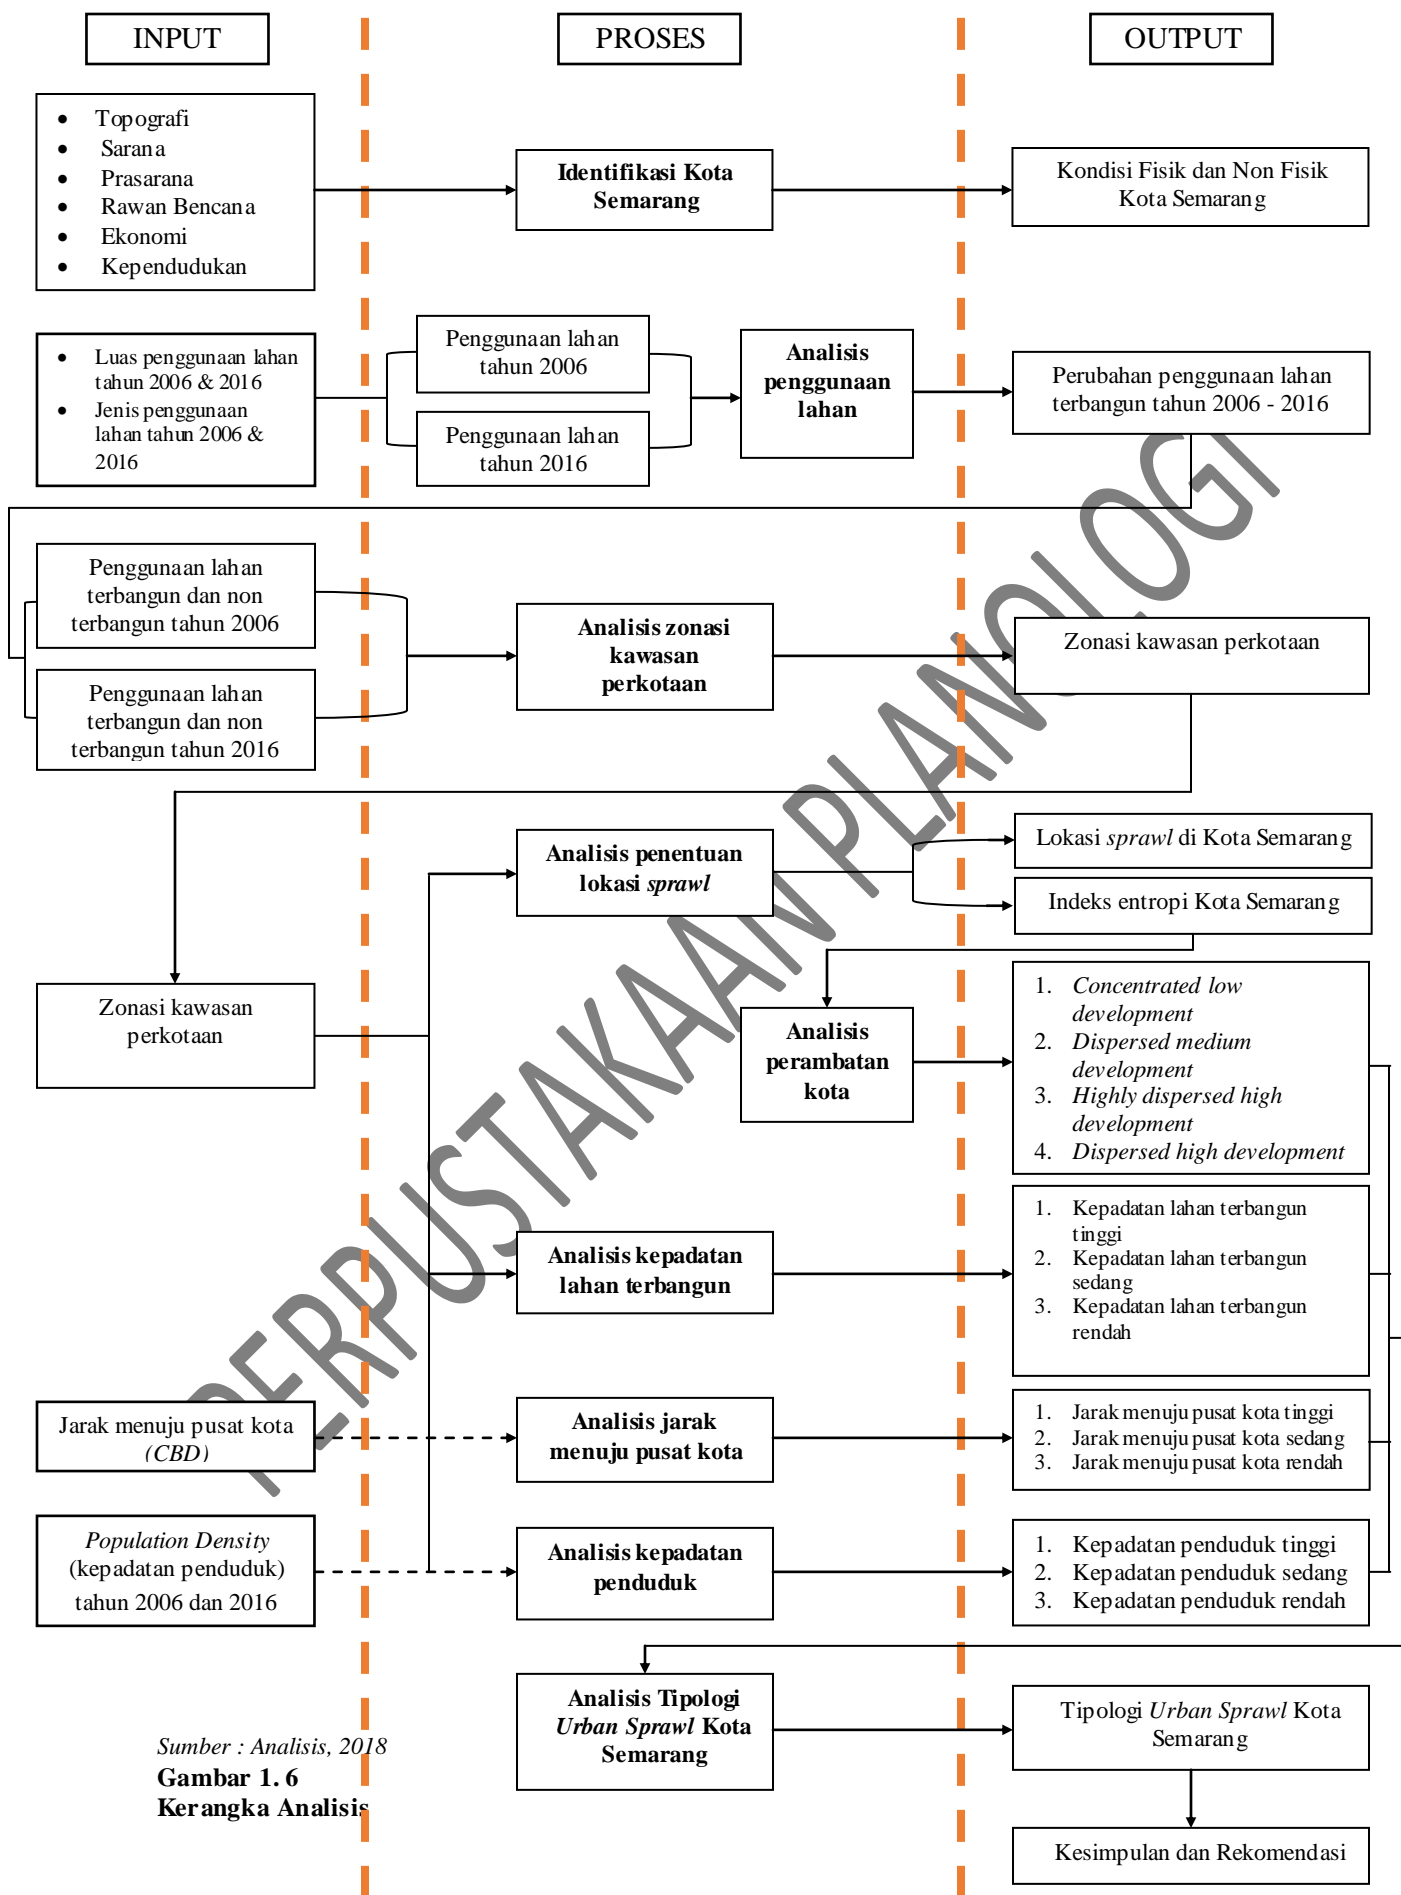 INPUT
PROSES
OUTPUT
• Topografi
• Sarana
• Prasarana
• Rawan Bencana
• Ekonomi
• Kependudukan
Identifikasi Kota
Semarang
Kondisi Fisik dan Non Fisik
Kota Semarang
• Luas penggunaan lahan
tahun 2006 & 2016
• Jenis penggunaan
lahan tahun 2006 &
2016
Penggunaan lahan
tahun 2006
Penggunaan lahan
tahun 2016
Analisis
penggunaan
lahan
Perubahan penggunaan lahan
terbangun tahun 2006 - 2016
Penggunaan lahan
terbangun dan non
terbangun tahun 2006
Penggunaan lahan
terbangun dan non
terbangun tahun 2016
Analisis zonasi
kawasan
perkotaan
Zonasi kawasan perkotaan
Analisis penentuan
lokasi sprawl
Lokasi sprawl di Kota Semarang
Indeks entropi Kota Semarang
Zonasi kawasan
perkotaan
Analisis
perambatan
kota
1. Concentrated low
development
2. Dispersed medium
development
3. Highly dispersed high
development
4. Dispersed high development
Analisis kepadatan
lahan terbangun
1. Kepadatan lahan terbangun
tinggi
2. Kepadatan lahan terbangun
sedang
3. Kepadatan lahan terbangun
rendah
Jarak menuju pusat kota
(CBD)
Analisis jarak
menuju pusat kota
1. Jarak menuju pusat kota tinggi
2. Jarak menuju pusat kota sedang
3. Jarak menuju pusat kota rendah
Population Density
(kepadatan penduduk)
tahun 2006 dan 2016
Analisis kepadatan
penduduk
1. Kepadatan penduduk tinggi
2. Kepadatan penduduk sedang
3. Kepadatan penduduk rendah
Analisis Tipologi
Urban Sprawl Kota
Semarang
Tipologi Urban Sprawl Kota
Semarang
Kesimpulan dan Rekomendasi
Sumber : Analisis, 2018
Gambar 1. 6
Kerangka Analisis
PERPUSTAKAAN PLANOLOGI